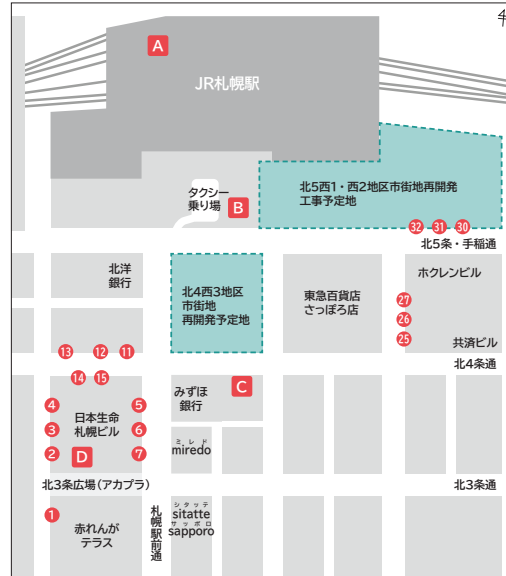 A
JR札幌駅
タクシー
乗り場
B
北5西1・西2地区市街地再開発
工事予定地
32
31
30
北5条・手稲通
北洋
銀行
北4西3地区
市街地
再開発予定地
東急百貨店
さっぽろ店
ホクレンビル
27
26
25
共済ビル
13
12
11
北4条通
14
15
みずほ
銀行
C
4
5
日本生命
札幌ビル
3
6
2
D
7
ミレド
miredo
北3条広場(アカプラ)
北3条通
1
赤れんが
テラス
札幌駅前通
シタッテ
sitatte
サッポロ
sapporo